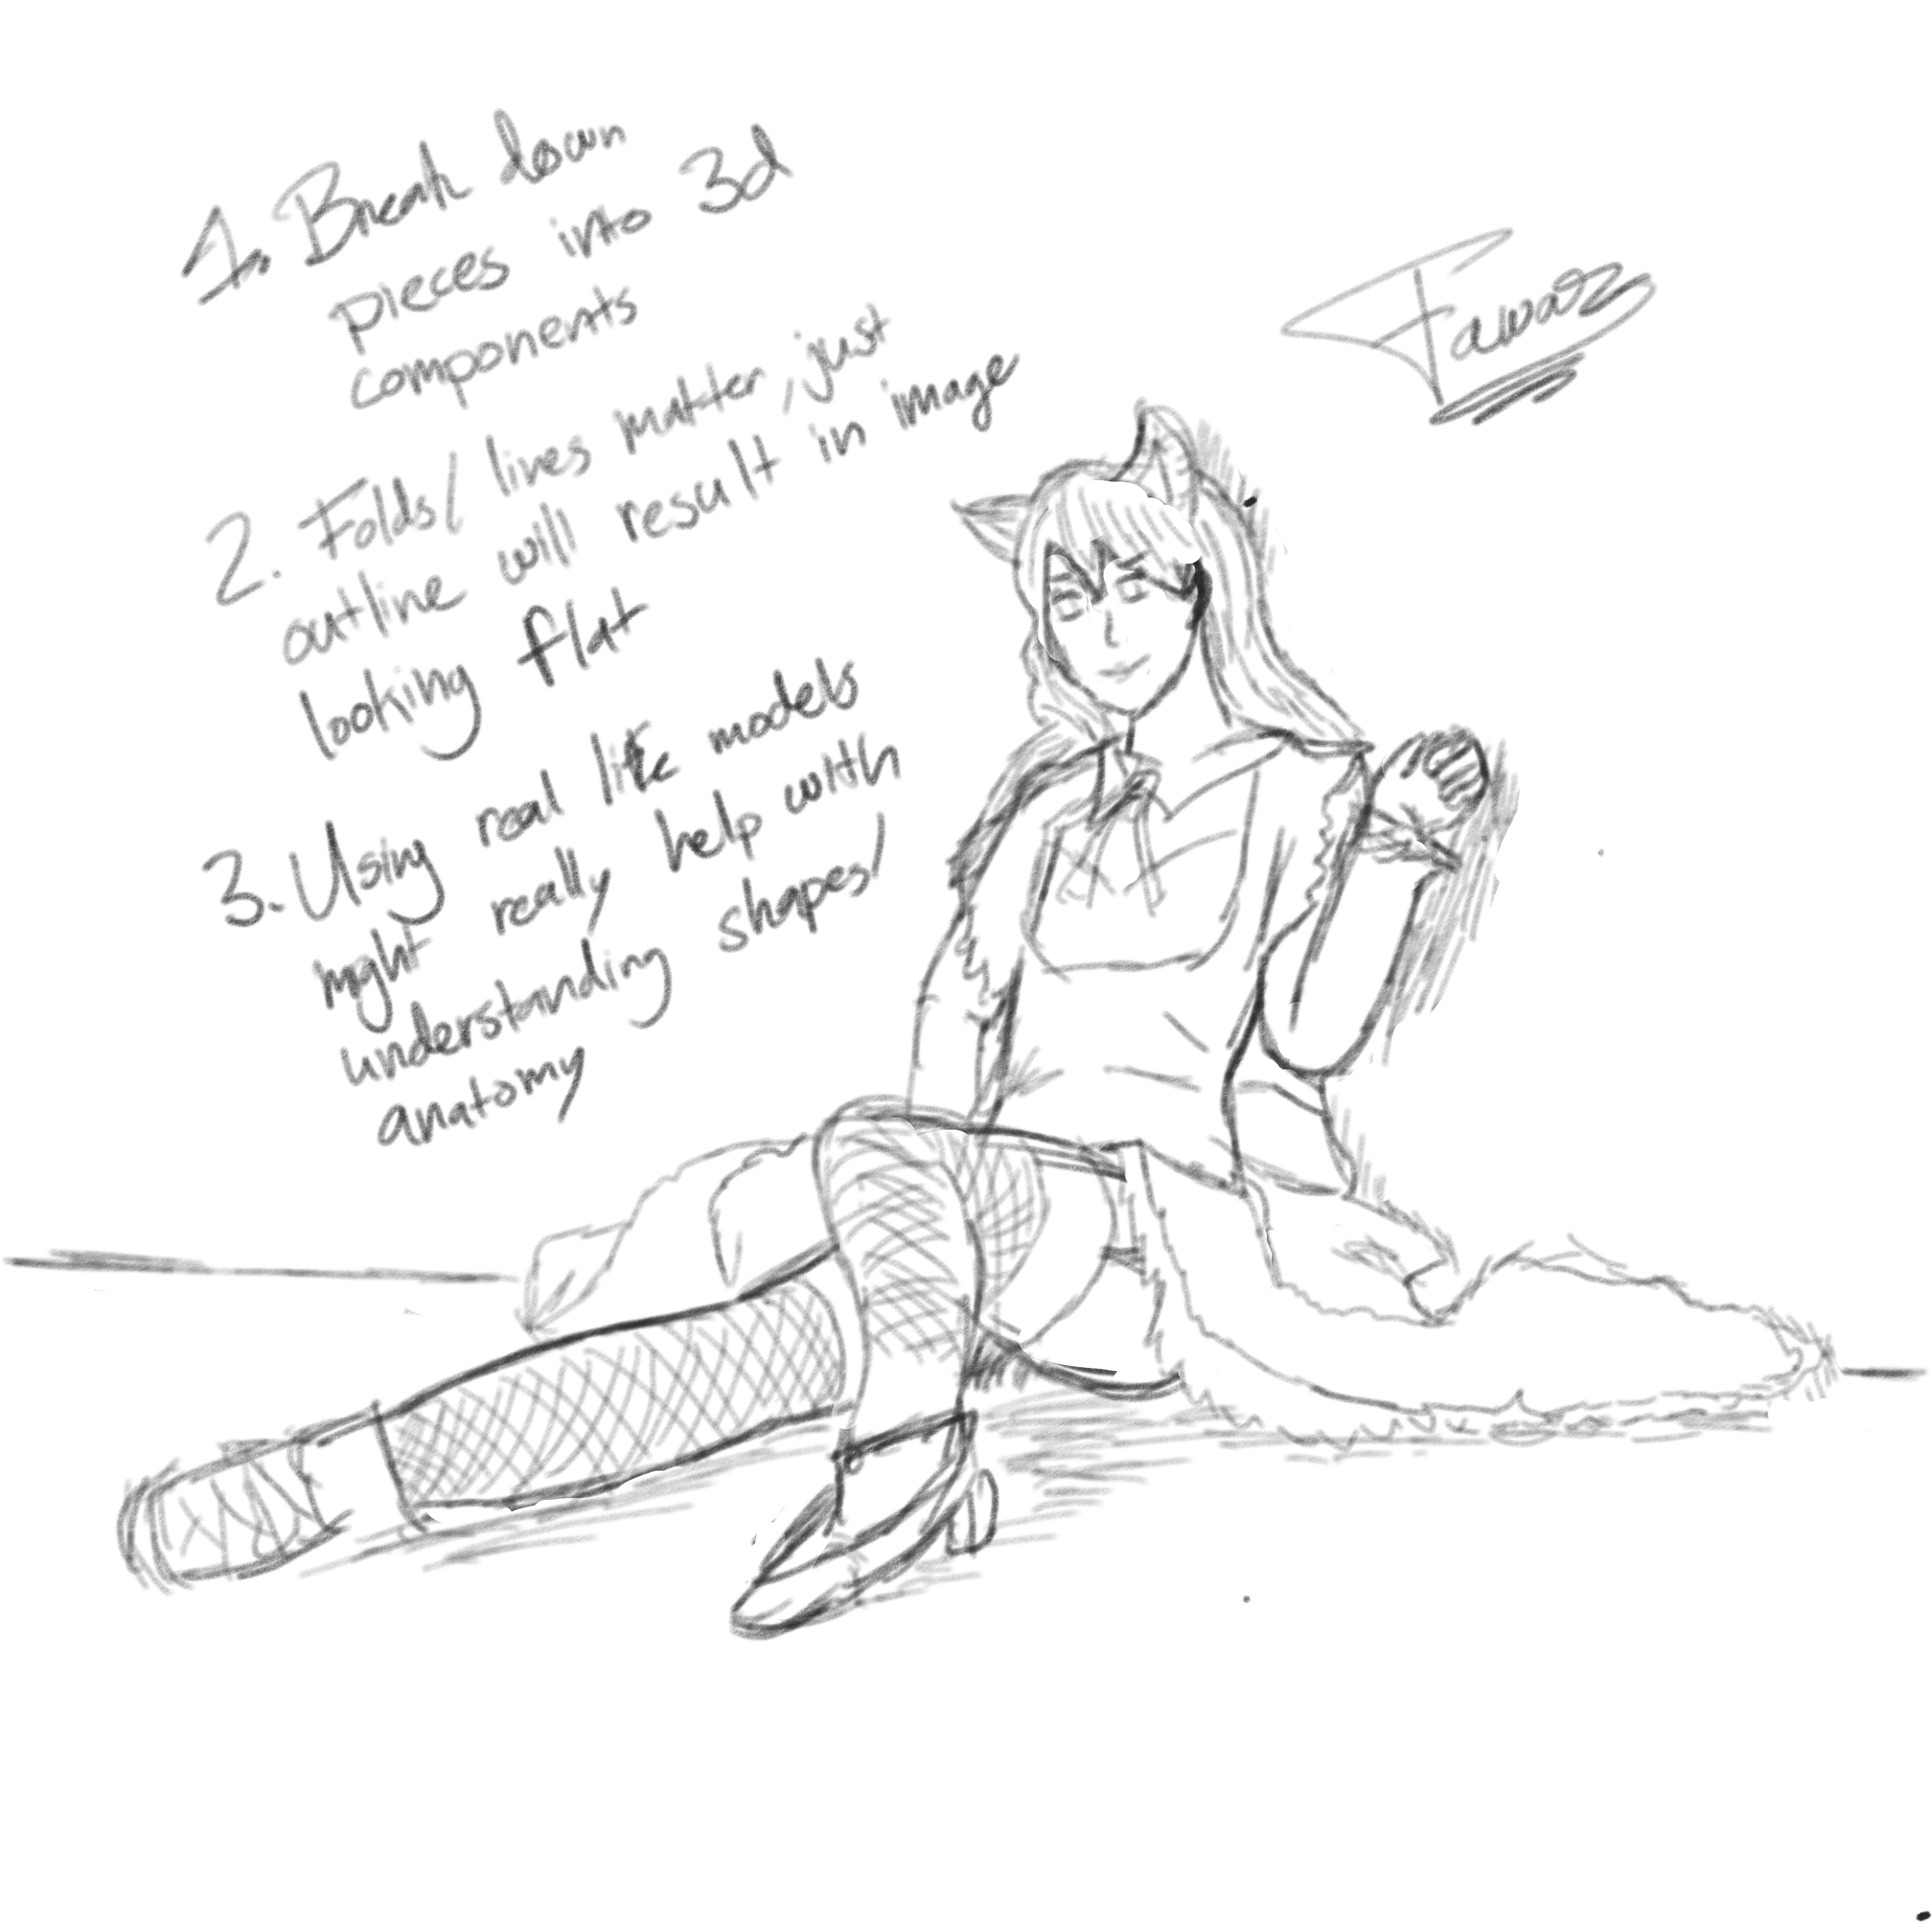 1. Break down
pieces into 3d
components
2. Folds/ lines matter, just
outline will result in image
looking flat
3. Using real life models
might really help with
understanding shapes/
anatomy
Fawaz